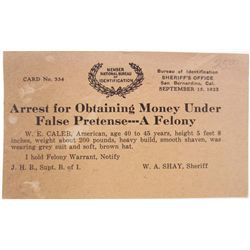 CARD No. 334
MEMBER
NATIONAL BUREAU
OF
IDENTIFICATION
Bureau of Identification
SHERIFF'S OFFICE
San Bernardino, Cal.
SEPTEMBER 15, 1923
Arrest for Obtaining Money Under
False Pretense---A Felony
W. E. CALEB, American, age 40 to 45 years, height 5 feet 8
inches, weight about 200 pounds, heavy build, smooth shaven, was
wearing grey suit and soft, brown hat.
I hold Felony Warrant, Notify
J. H. B., Supt. B. of I.
W. A. SHAY, Sheriff